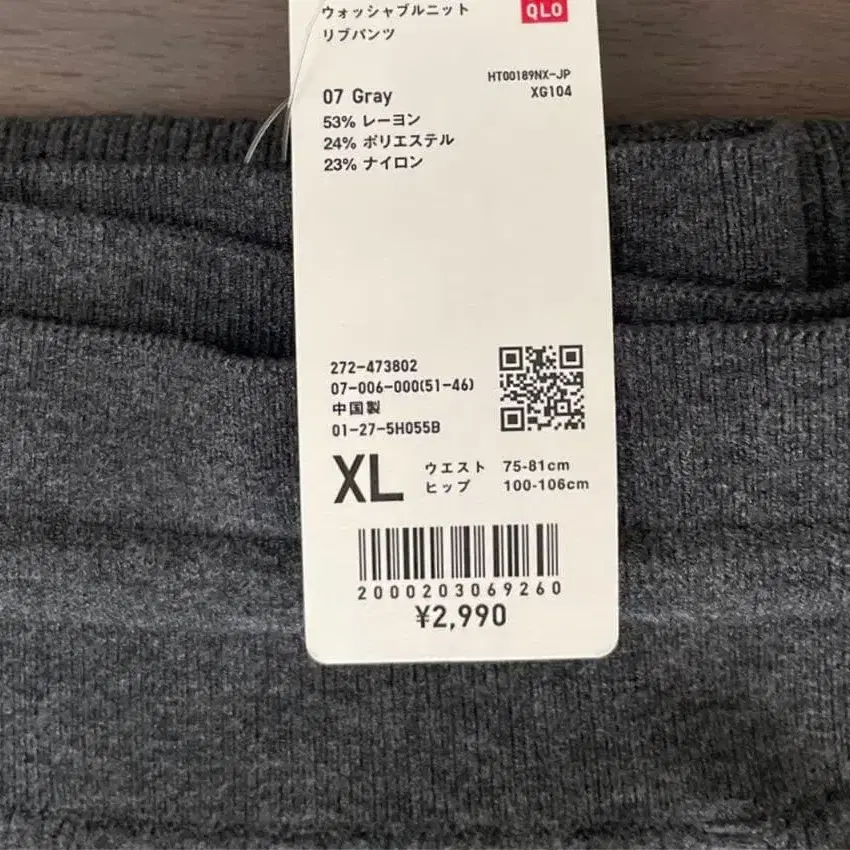 ウォッシャブルニット
リブパンツ
QLO
HT00189NX-JP
XG104
07 Gray
53% レーヨン
24% ポリエステル
23% ナイロン
272-473802
07-006-000(51-46)
中国製
01-27-5H055B
XL
ウエスト 75-81cm
ヒップ 100-106cm
2000203069260
¥2,990